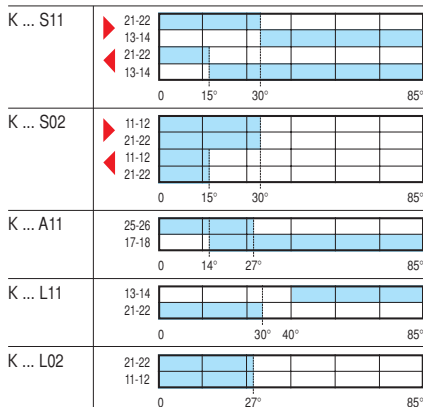 K ... S11
21-22
13-14
21-22
13-14
0 15° 30° 85°
K ... S02
11-12
21-22
11-12
21-22
0 15° 30° 85°
K ... A11
25-26
17-18
0 14° 27° 85°
K ... L11
13-14
21-22
0 30° 40° 85°
K ... L02
21-22
11-12
0 27° 85°